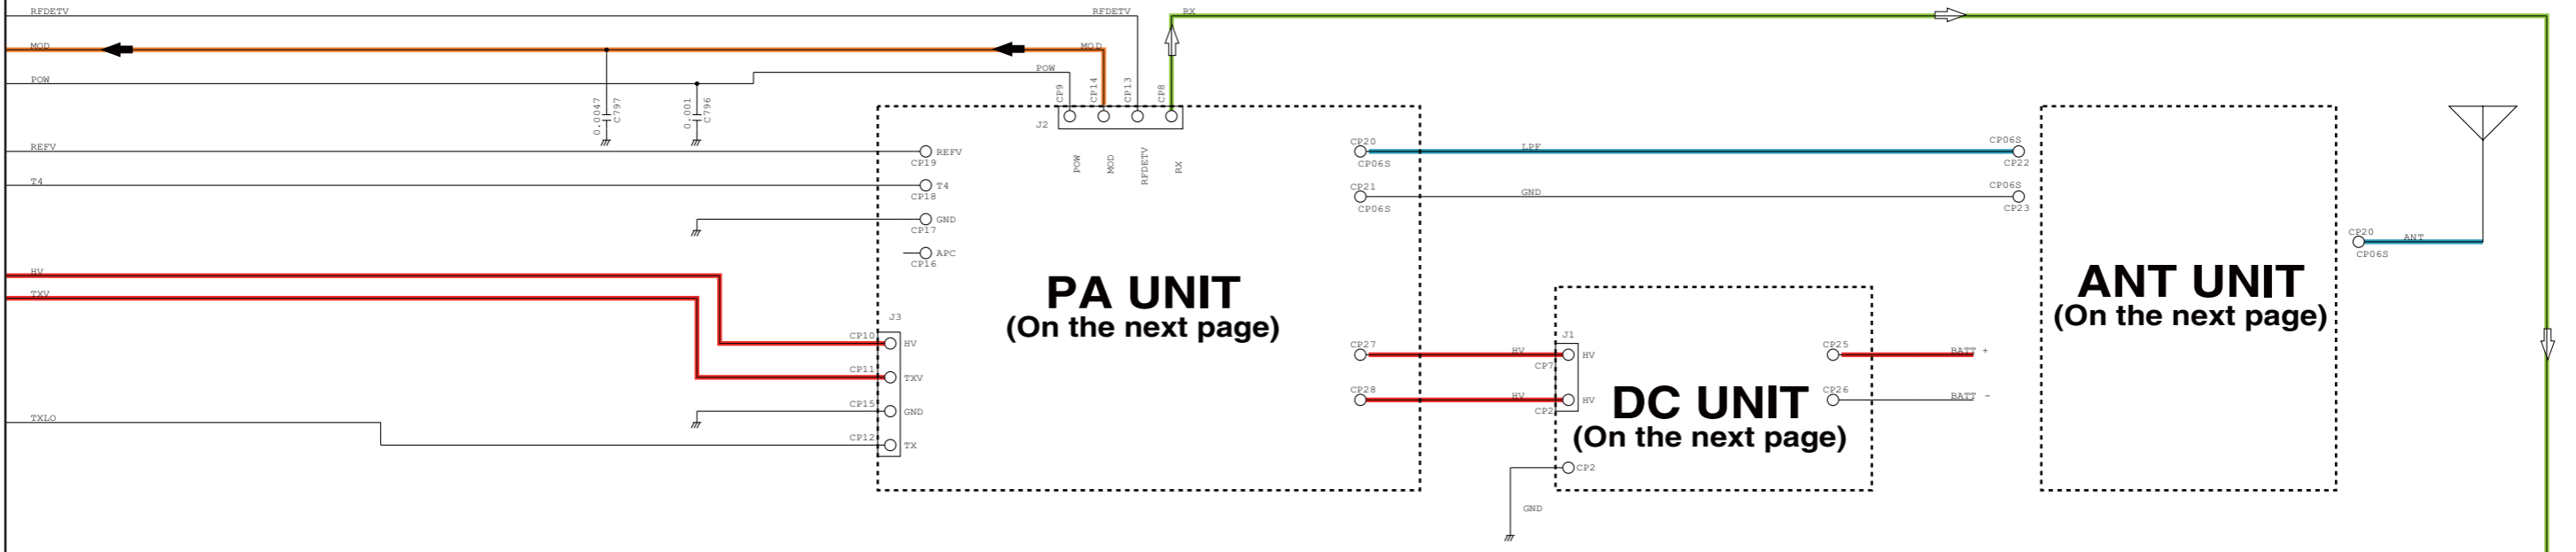 RFDETV
RFDETV
RX
MOD
MOD
POW
POW
CP9
CP14
CP13
CP8
0.0047
C797
0.001
C796
J2
POW
MOD
RFDETV
RX
REFV
REFV
CP19
T4
T4
CP18
GND
CP17
APC
CP16
CP20
CP06S
LPF
CP06S
CP22
CP21
CP06S
GND
CP06S
CP23
CP20
CP06S
ANT
HV
TXV
PA UNIT
(On the next page)
ANT UNIT
(On the next page)
J3
CP10
HV
CP11
TXV
CP15
GND
TXLO
CP12
TX
CP27
HV
J1
HV
CP7
CP28
HV
HV
CP2
CP25
BATT +
CP26
BATT -
DC UNIT
(On the next page)
CP2
GND